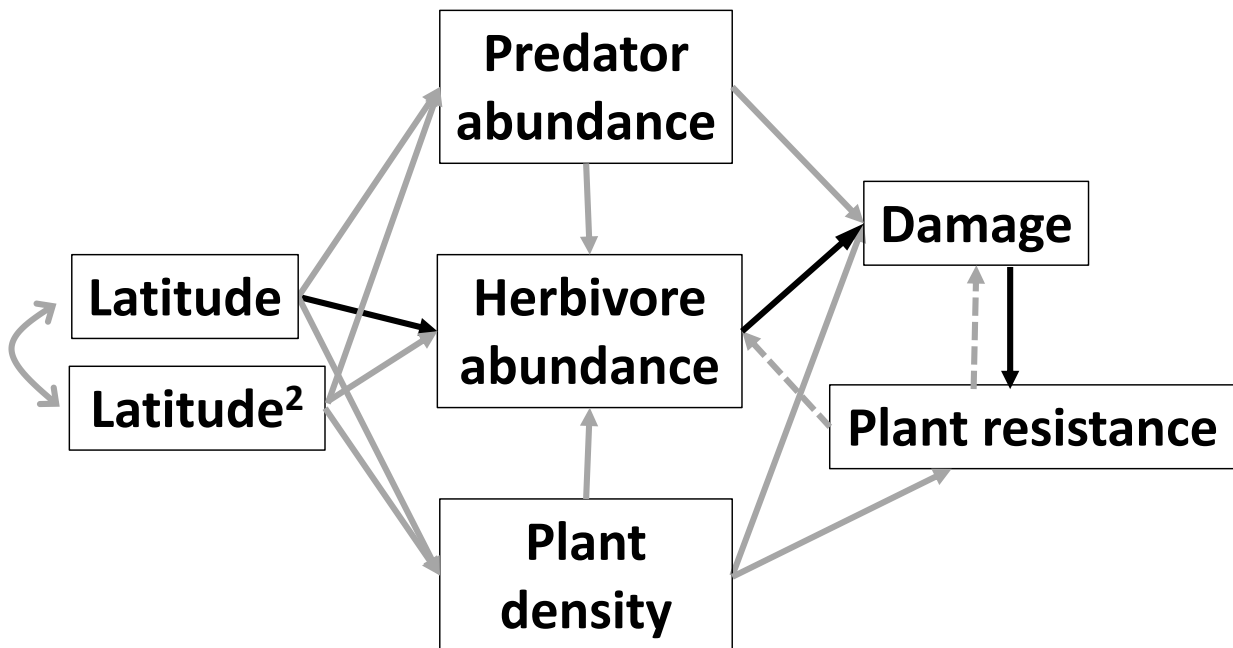 Predator
abundance
Damage
Latitude
Herbivore
abundance
Latitude²
Plant resistance
Plant
density